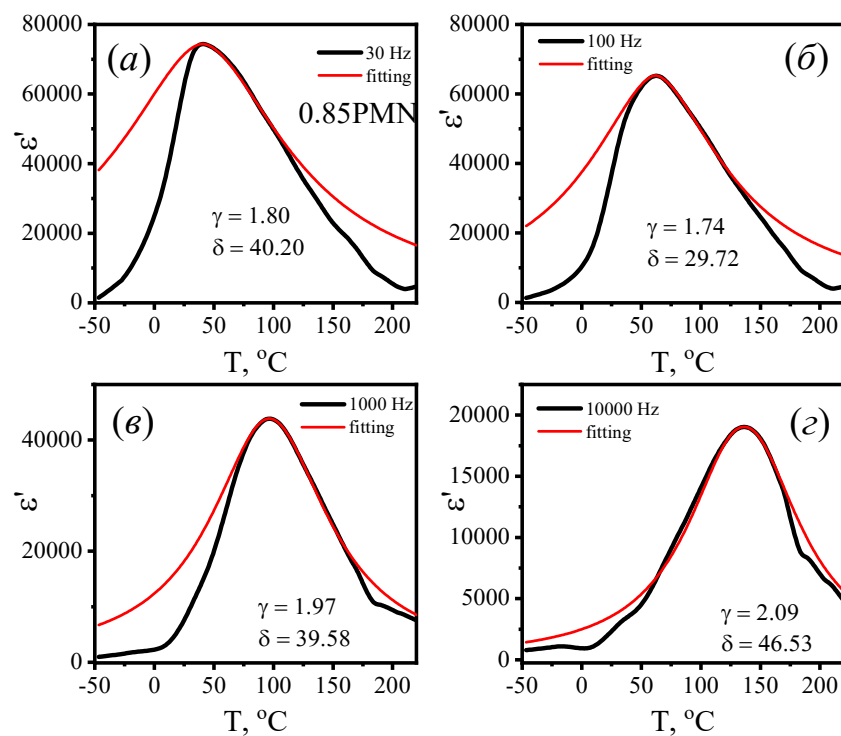 (а)
30 Hz
fitting
0.85PMN
γ = 1.80
δ = 40.20
ε'
80000
60000
40000
20000
0
-50 0 50 100 150 200
T, °C
(б)
100 Hz
fitting
γ = 1.74
δ = 29.72
ε'
80000
60000
40000
20000
0
-50 0 50 100 150 200
T, °C
(в)
1000 Hz
fitting
γ = 1.97
δ = 39.58
ε'
40000
20000
0
-50 0 50 100 150 200
T, °C
(г)
10000 Hz
fitting
γ = 2.09
δ = 46.53
ε'
20000
15000
10000
5000
0
-50 0 50 100 150 200
T, °C